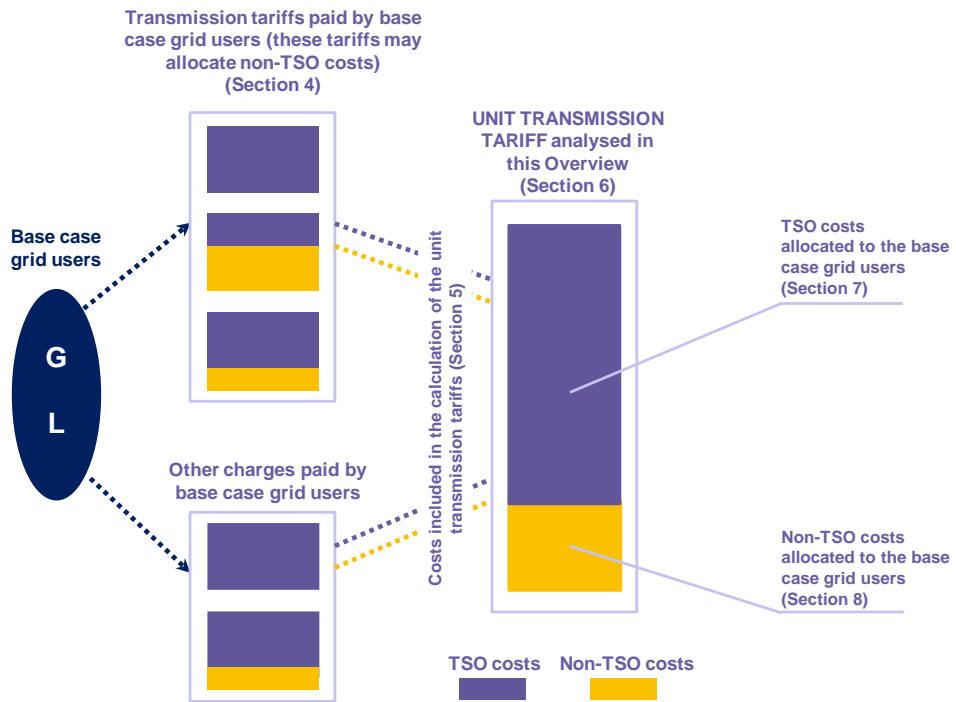 Transmission tariffs paid by base
case grid users (these tariffs may
allocate non-TSO costs)
(Section 4)
UNIT TRANSMISSION
TARIFF analysed in
this Overview
(Section 6)
Base case
grid users
G
L
Costs included in the calculation of the unit
transmission tariffs (Section 5)
TSO costs
allocated to the base
case grid users
(Section 7)
Other charges paid by
base case grid users
Non-TSO costs
allocated to the base
case grid users
(Section 8)
TSO costs
Non-TSO costs